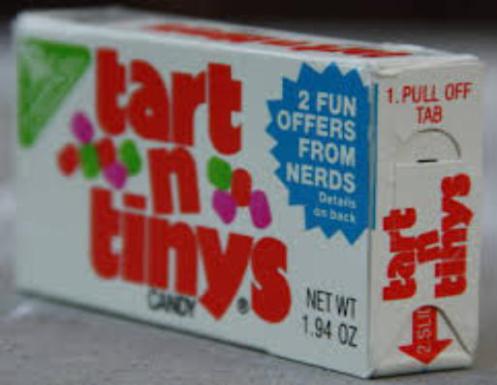 tart
n
tinys
CANDY ®
2 FUN
OFFERS
FROM
NERDS
Details
on back
NET WT
1.94 OZ
1. PULL OFF
TAB
tart
n
tinys